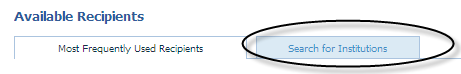 Available Recipients
Most Frequently Used Recipients Search for Institutions